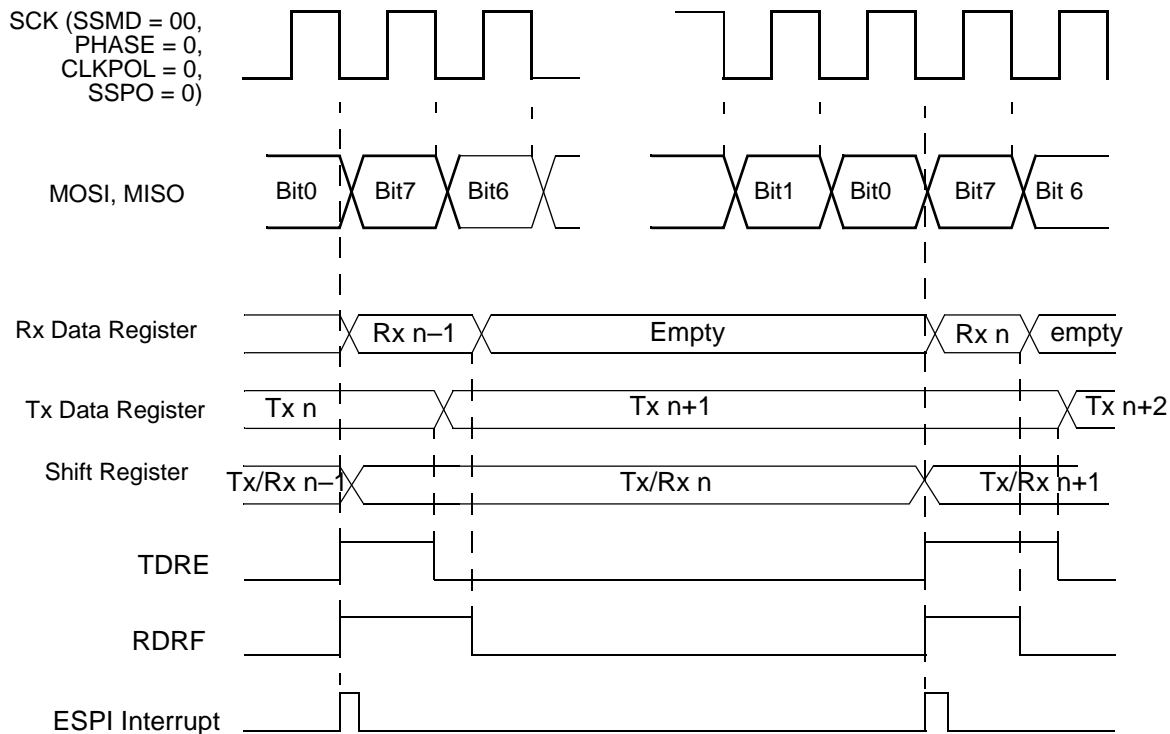 SCK (SSMD = 00,
PHASE = 0,
CLKPOL = 0,
SSPO = 0)
MOSI, MISO
Bit0
Bit7
Bit6
Bit1
Bit0
Bit7
Bit 6
Rx Data Register
Rx n–1
Empty
Rx n
empty
Tx Data Register
Tx n
Tx n+1
Tx n+2
Shift Register
Tx/Rx n–1
Tx/Rx n
Tx/Rx n+1
TDRE
RDRF
ESPI Interrupt